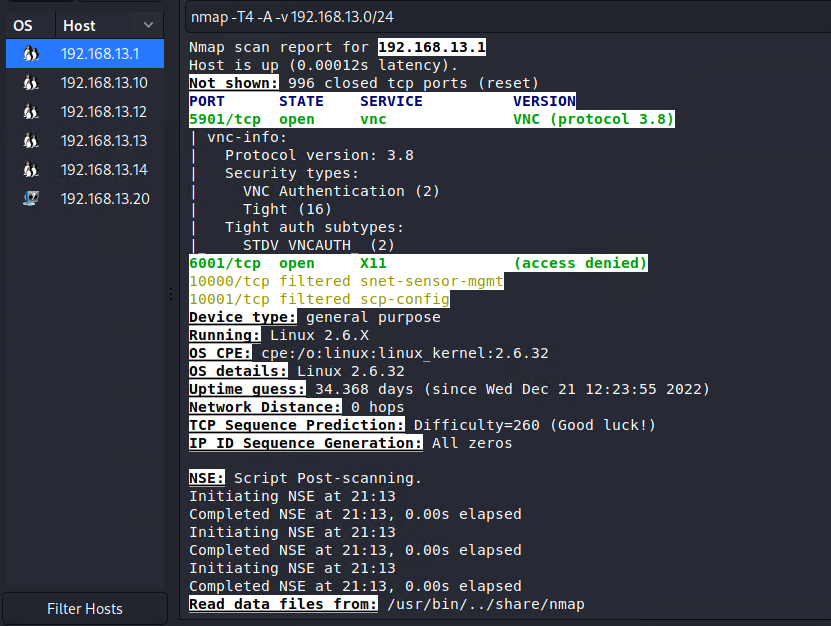 OS Host
192.168.13.1
192.168.13.10
192.168.13.12
192.168.13.13
192.168.13.14
192.168.13.20
Filter Hosts
nmap -T4 -A -v 192.168.13.0/24
Nmap scan report for 192.168.13.1
Host is up (0.00012s latency).
Not shown: 996 closed tcp ports (reset)
PORT STATE SERVICE VERSION
5901/tcp open vnc VNC (protocol 3.8)
| vnc-info:
| Protocol version: 3.8
| Security types:
| VNC Authentication (2)
| Tight (16)
| Tight auth subtypes:
|_ STDV VNCAUTH_ (2)
6001/tcp open X11 (access denied)
10000/tcp filtered snet-sensor-mgmt
10001/tcp filtered scp-config
Device type: general purpose
Running: Linux 2.6.X
OS CPE: cpe:/o:linux:linux_kernel:2.6.32
OS details: Linux 2.6.32
Uptime guess: 34.368 days (since Wed Dec 21 12:23:55 2022)
Network Distance: 0 hops
TCP Sequence Prediction: Difficulty=260 (Good luck!)
IP ID Sequence Generation: All zeros
NSE: Script Post-scanning.
Initiating NSE at 21:13
Completed NSE at 21:13, 0.00s elapsed
Initiating NSE at 21:13
Completed NSE at 21:13, 0.00s elapsed
Initiating NSE at 21:13
Completed NSE at 21:13, 0.00s elapsed
Read data files from: /usr/bin/../share/nmap